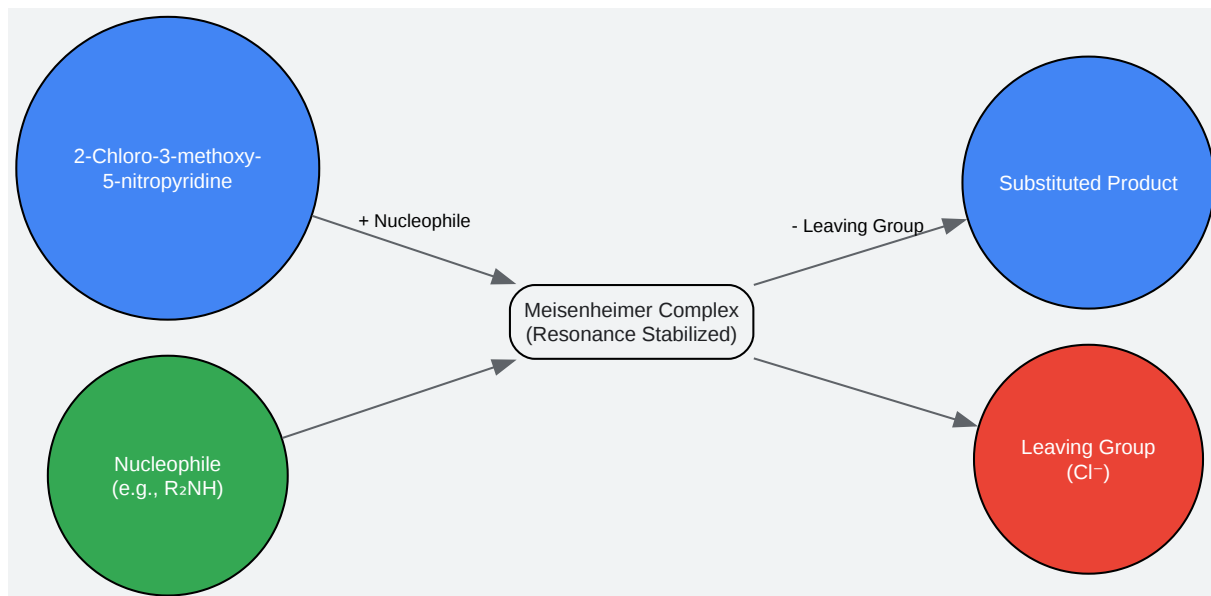 2-Chloro-3-methoxy-
5-nitropyridine
+ Nucleophile
Nucleophile
(e.g., R₂NH)
Meisenheimer Complex
(Resonance Stabilized)
- Leaving Group
Substituted Product
Leaving Group
(Cl⁻)